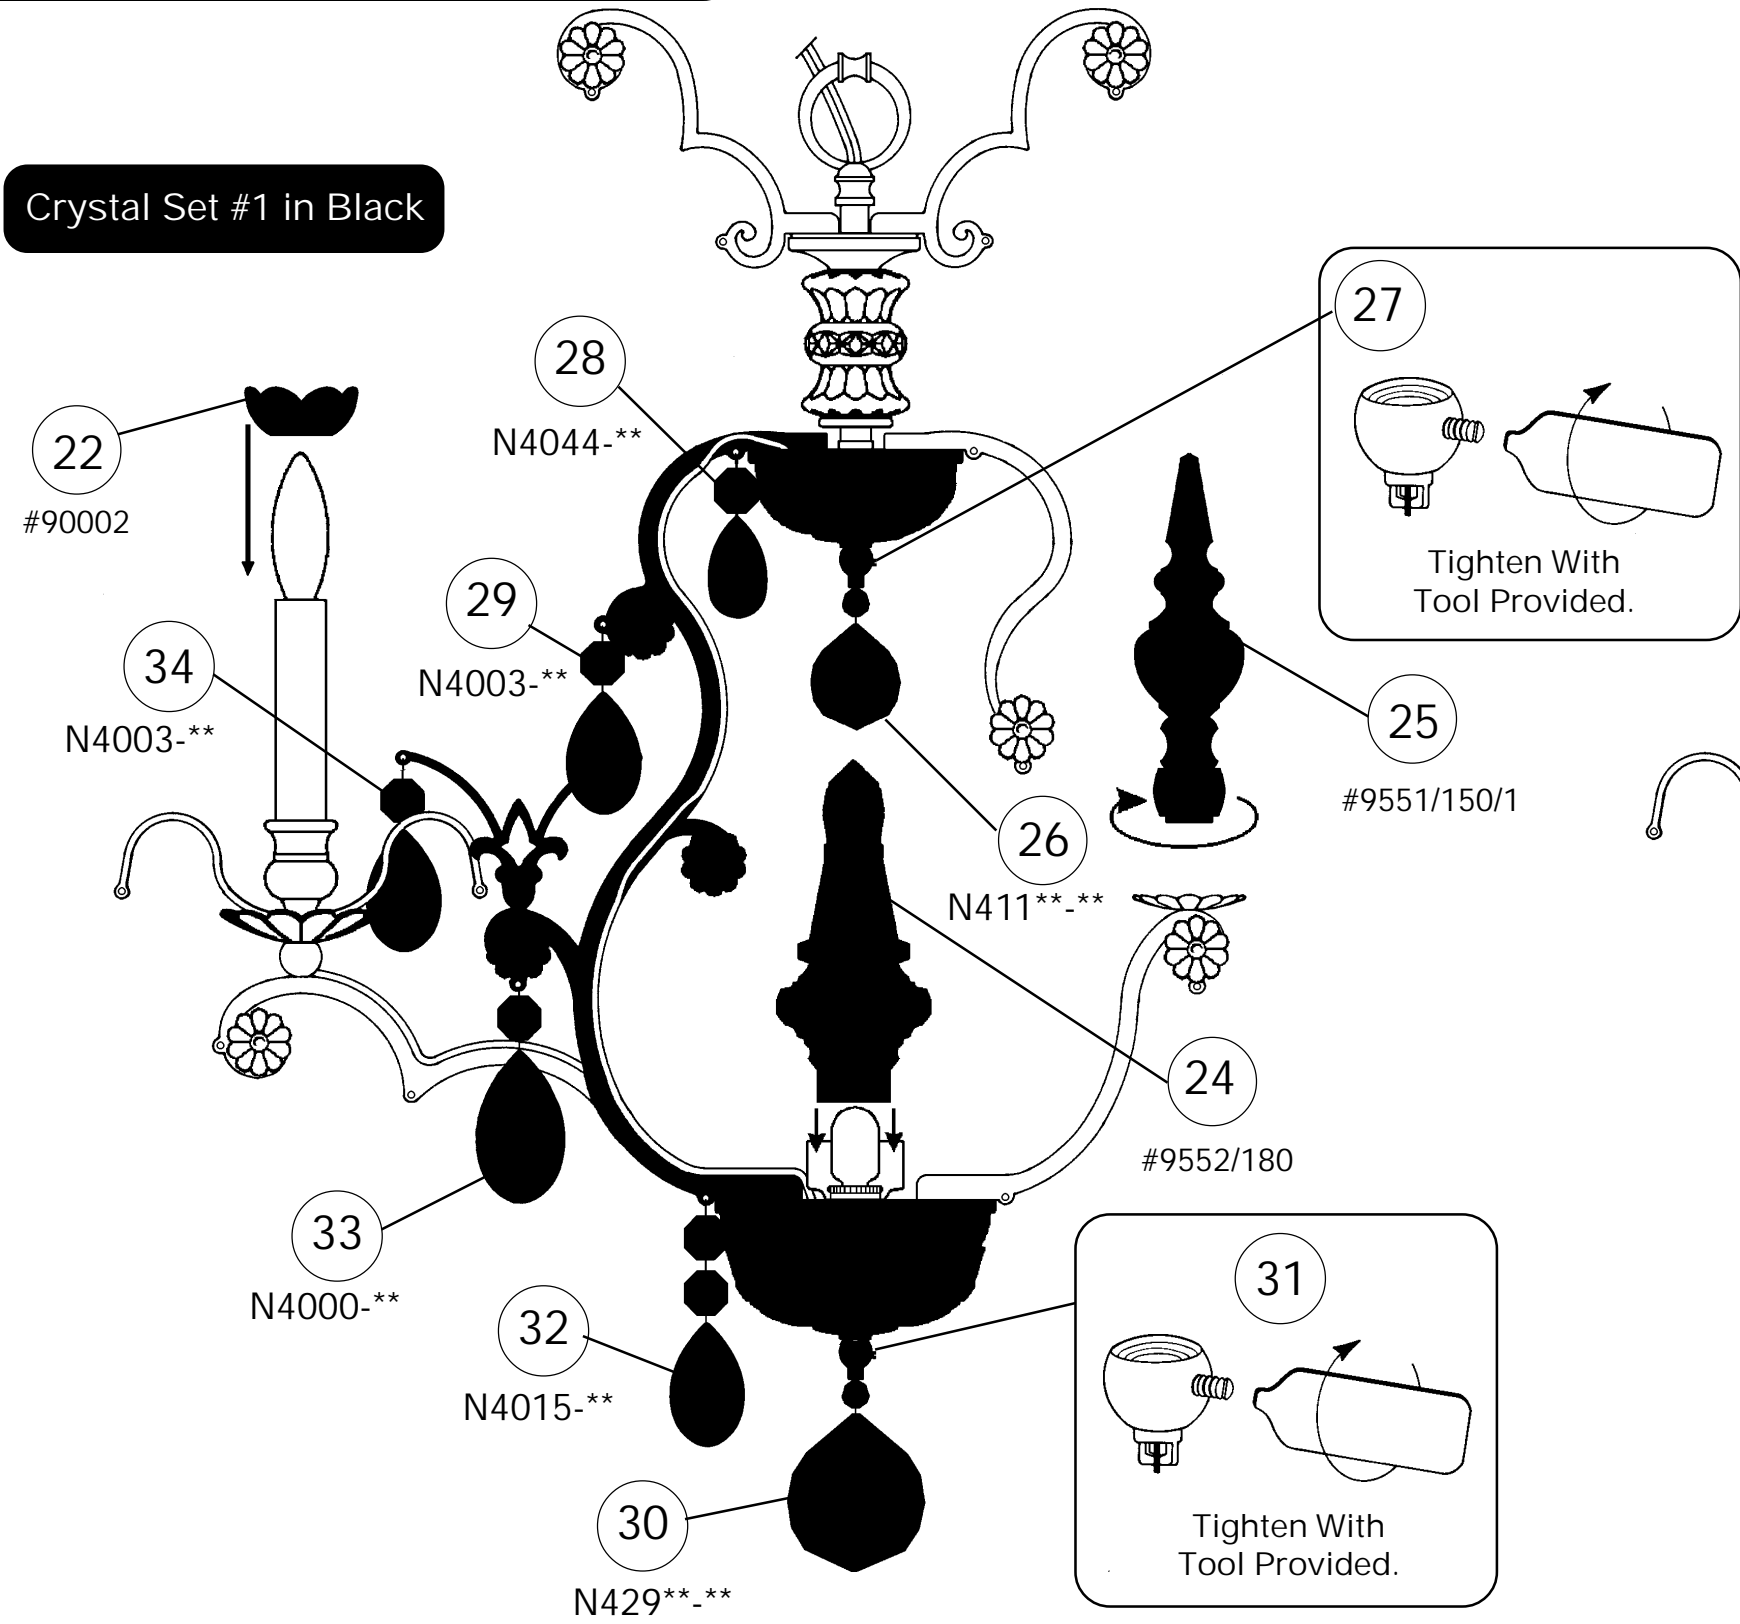 Crystal Set #1 in Black
27
Tighten With
Tool Provided.
28
N4044-**
22
#90002
29
N4003-**
34
N4003-**
25
#9551/150/1
26
N411**-**
24
#9552/180
33
N4000-**
32
N4015-**
31
Tighten With
Tool Provided.
30
N429**-**